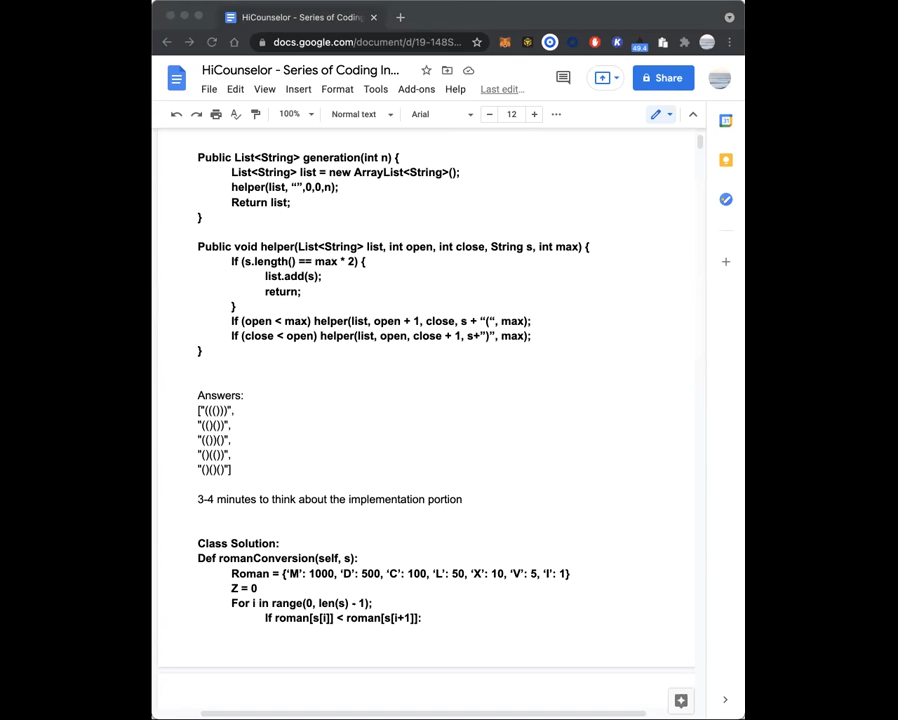 HiCounselor - Series of Coding
docs.google.com/document/d/19-148S...
49.4
HiCounselor - Series of Coding In...
File Edit View Insert Format Tools Add-ons Help Last edit...
Share
100% Normal text Arial 12
31
Public List<String> generation(int n) {
List<String> list = new ArrayList<String>();
helper(list, “”,0,0,n);
Return list;
}
Public void helper(List<String> list, int open, int close, String s, int max) {
If (s.length() == max * 2) {
list.add(s);
return;
}
If (open < max) helper(list, open + 1, close, s + “(“, max);
If (close < open) helper(list, open, close + 1, s+”)”, max);
}
Answers:
["((()))",
"(()())",
"(())()",
"()(())",
"()()()"]
3-4 minutes to think about the implementation portion
Class Solution:
Def romanConversion(self, s):
Roman = {‘M’: 1000, ‘D’: 500, ‘C’: 100, ‘L’: 50, ‘X’: 10, ‘V’: 5, ‘I’: 1}
Z = 0
For i in range(0, len(s) - 1);
If roman[s[i]] < roman[s[i+1]]: